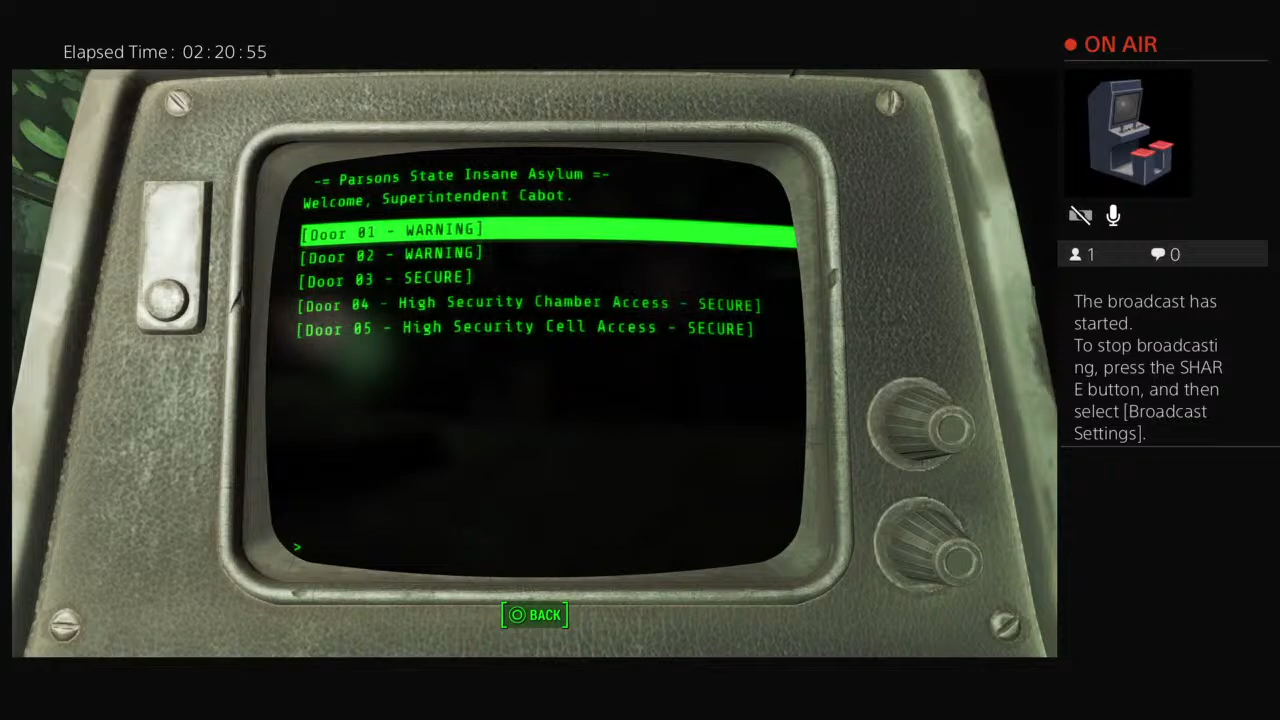 Elapsed Time: 02:20:55
ON AIR
-= Parsons State Insane Asylum =-
Welcome, Superintendent Cabot.
[Door 01 - WARNING]
[Door 02 - WARNING]
[Door 03 - SECURE]
[Door 04 - High Security Chamber Access - SECURE]
[Door 05 - High Security Cell Access - SECURE]
>
[BACK]
1 0
The broadcast has
started.
To stop broadcasti
ng, press the SHAR
E button, and then
select [Broadcast
Settings].